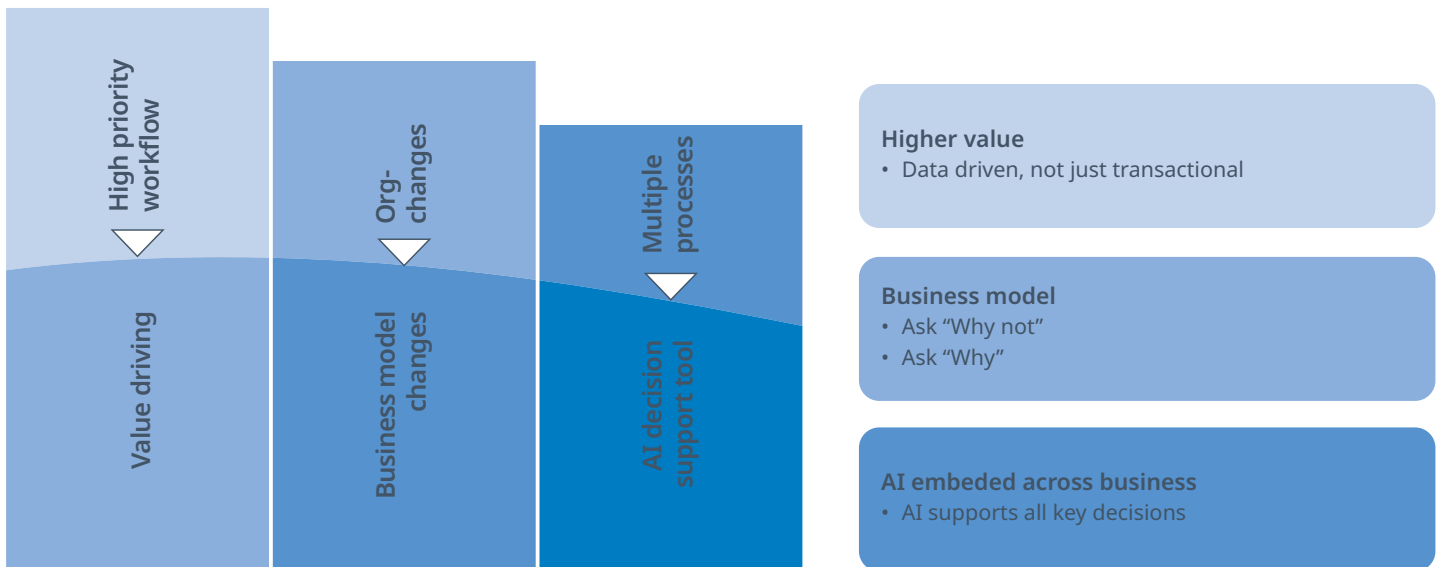 High priority
workflow
Value driving
Org-
changes
Business model
changes
Multiple
processes
AI decision
support tool
Higher value
• Data driven, not just transactional
Business model
• Ask “Why not”
• Ask “Why”
AI embeded across business
• AI supports all key decisions